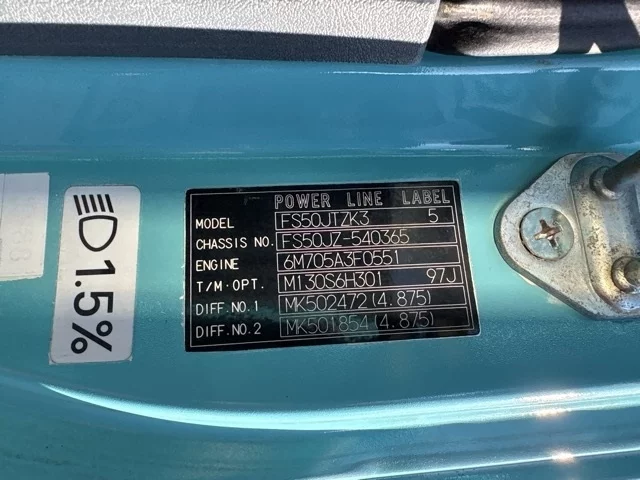 POWER LINE LABEL
MODEL FS50JTZK3 5
CHASSIS NO. FS50JZ-540365
ENGINE 6M705A3F0551
T/M·OPT. M130S6H301 97J
DIFF.NO.1 MK502472(4.875)
DIFF.NO.2 MK501854(4.875)
1.5%